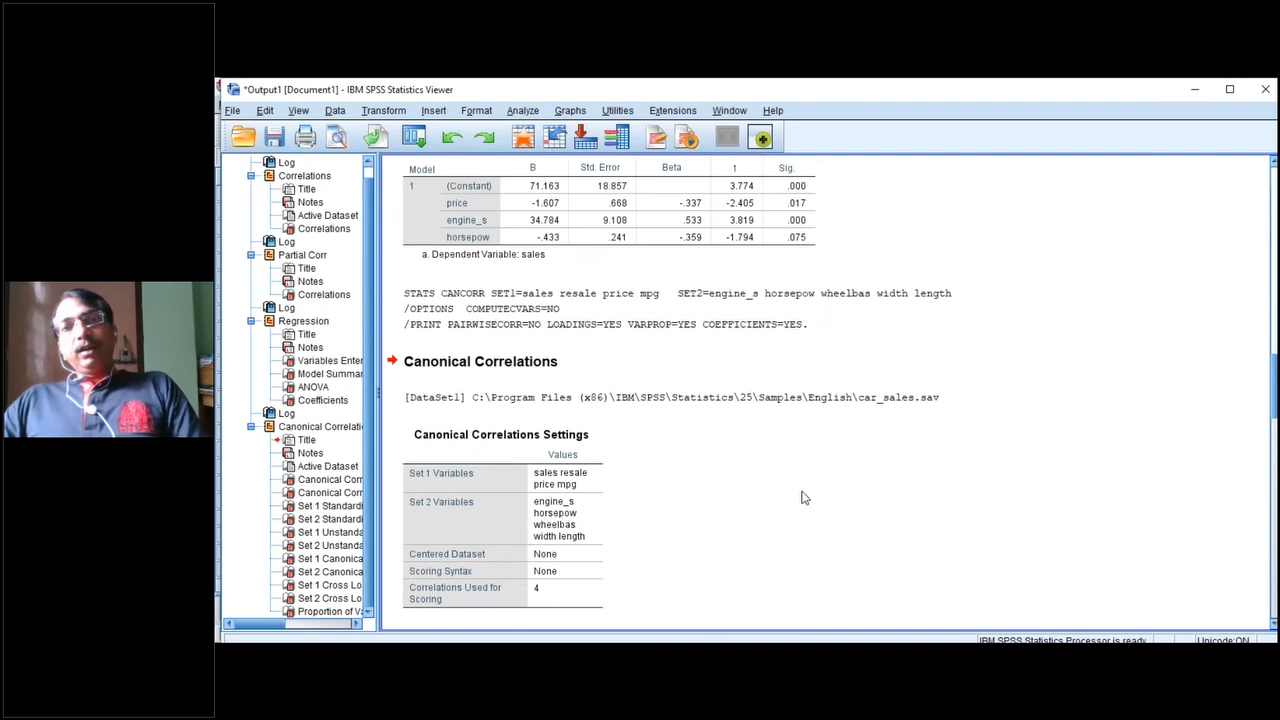 *Output1 [Document1] - IBM SPSS Statistics Viewer
File Edit View Data Transform Insert Format Analyze Graphs Utilities Extensions Window Help
Log
Correlations
Title
Notes
Active Dataset
Correlations
Log
Partial Corr
Title
Notes
Correlations
Log
Regression
Title
Notes
Variables Enter
Model Summar
ANOVA
Coefficients
Log
Canonical Correlati
Title
Notes
Active Dataset
Canonical Corr
Canonical Corr
Set 1 Standardi
Set 2 Standardi
Set 1 Unstanda
Set 2 Unstanda
Set 1 Canonica
Set 2 Canonica
Set 1 Cross Lo
Set 2 Cross Lo
Proportion of Va
Model B Std. Error Beta t Sig.
1 (Constant) 71.163 18.857 3.774 .000
price -1.607 .668 -.337 -2.405 .017
engine_s 34.784 9.108 .533 3.819 .000
horsepow -.433 .241 -.359 -1.794 .075
a. Dependent Variable: sales
STATS CANCORR SET1=sales resale price mpg SET2=engine_s horsepow wheelbas width length
/OPTIONS COMPUTECVARS=NO
/PRINT PAIRWISECORR=NO LOADINGS=YES VARPROP=YES COEFFICIENTS=YES.
Canonical Correlations
[DataSet1] C:\Program Files (x86)\IBM\SPSS\Statistics\25\Samples\English\car_sales.sav
Canonical Correlations Settings
Values
Set 1 Variables sales resale
price mpg
Set 2 Variables engine_s
horsepow
wheelbas
width length
Centered Dataset None
Scoring Syntax None
Correlations Used for 4
Scoring
IBM SPSS Statistics Processor is ready Unicode:ON